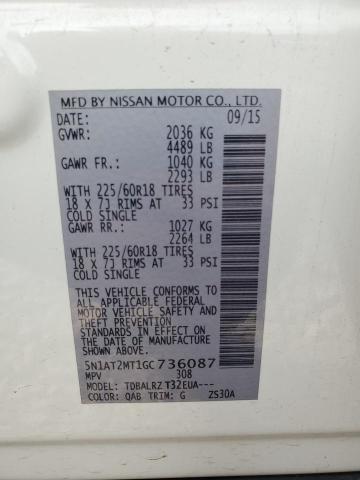 MFD BY NISSAN MOTOR CO., LTD.
DATE: 09/15
GVWR: 2036 KG
4489 LB
GAWR FR.: 1040 KG
2293 LB
WITH 225/60R18 TIRES
18 X 7J RIMS AT 33 PSI
COLD SINGLE
GAWR RR.: 1027 KG
2264 LB
WITH 225/60R18 TIRES
18 X 7J RIMS AT 33 PSI
COLD SINGLE
THIS VEHICLE CONFORMS TO
ALL APPLICABLE FEDERAL
MOTOR VEHICLE SAFETY AND
THEFT PREVENTION
STANDARDS IN EFFECT ON THE
DATE OF MANUFACTURE SHOWN
ABOVE.
5N1AT2MT1GC736087
MPV 308
MODEL: TDBALRZ T32EUA---
COLOR: QAB TRIM: G ZS30A